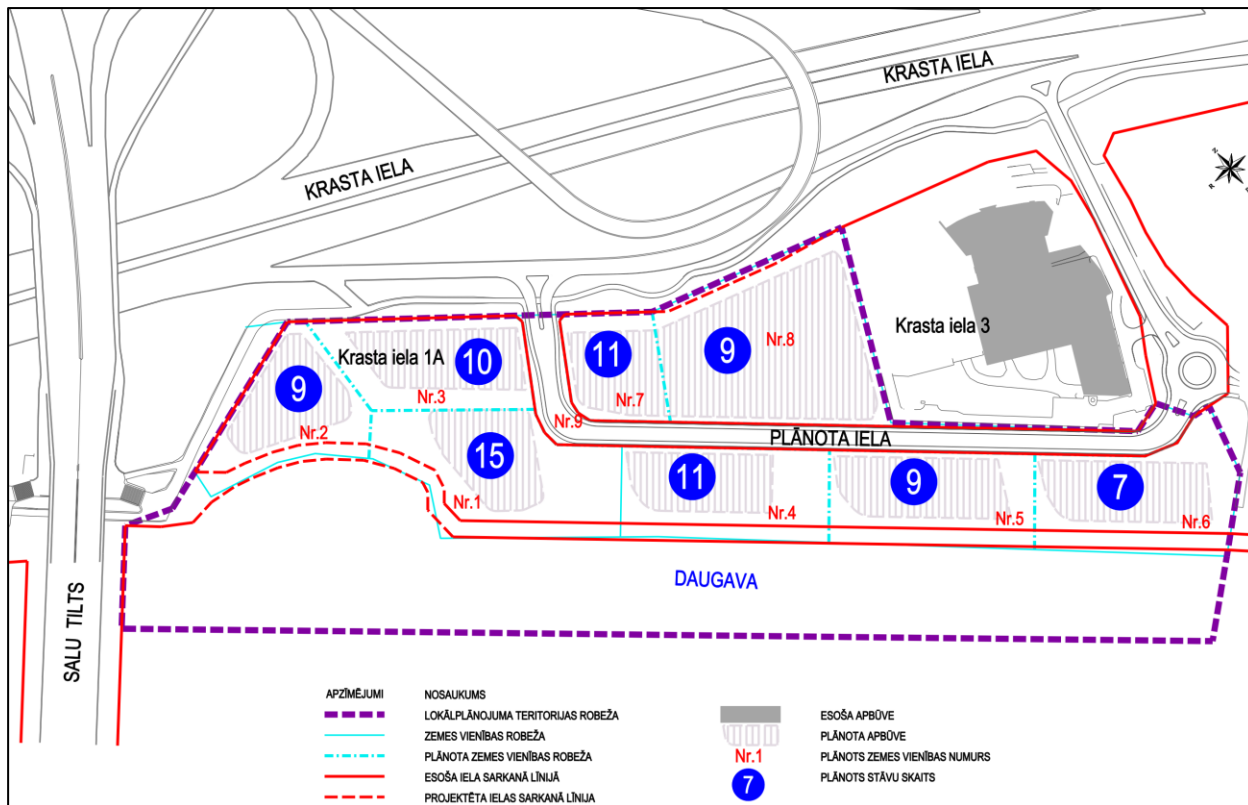 KRASTA IELA
KRASTA IELA
N
R
Krasta iela 3
Krasta iela 1A
10
11
9
Nr.8
9
Nr.3
Nr.7
Nr.2
Nr.9
PLĀNOTA IELA
15
11
9
7
Nr.1
Nr.4
Nr.5
Nr.6
DAUGAVA
SALU TILTS
APZĪMĒJUMI NOSAUKUMS
LOKĀLPLĀNOJUMA TERITORIJAS ROBEŽA
ZEMES VIENĪBAS ROBEŽA
PLĀNOTA ZEMES VIENĪBAS ROBEŽA
ESOŠA IELA SARKANĀ LĪNIJĀ
PROJEKTĒTA IELAS SARKANĀ LĪNIJA
ESOŠA APBŪVE
PLĀNOTA APBŪVE
Nr.1 PLĀNOTS ZEMES VIENĪBAS NUMURS
7 PLĀNOTS STĀVU SKAITS